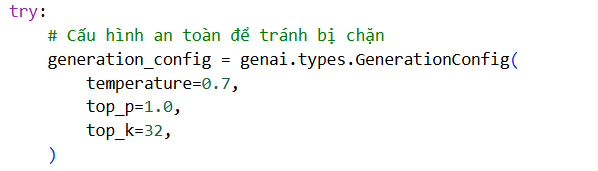 try:
    # Cấu hình an toàn để tránh bị chặn
    generation_config = genai.types.GenerationConfig(
        temperature=0.7,
        top_p=1.0,
        top_k=32,
    )